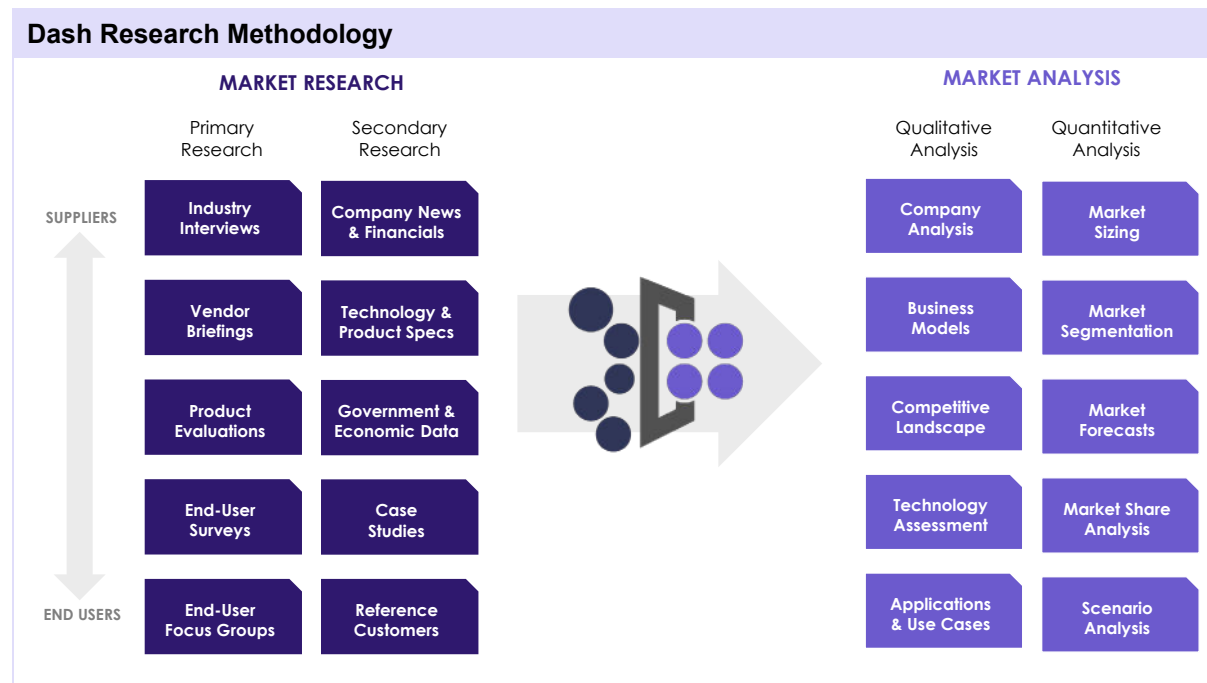 Dash Research Methodology
MARKET RESEARCH
MARKET ANALYSIS
Primary
Research
Secondary
Research
Qualitative
Analysis
Quantitative
Analysis
SUPPLIERS
Industry
Interviews
Company News
& Financials
Company
Analysis
Market
Sizing
Vendor
Briefings
Technology &
Product Specs
Business
Models
Market
Segmentation
Product
Evaluations
Government &
Economic Data
Competitive
Landscape
Market
Forecasts
End-User
Surveys
Case
Studies
Technology
Assessment
Market Share
Analysis
END USERS
End-User
Focus Groups
Reference
Customers
Applications
& Use Cases
Scenario
Analysis